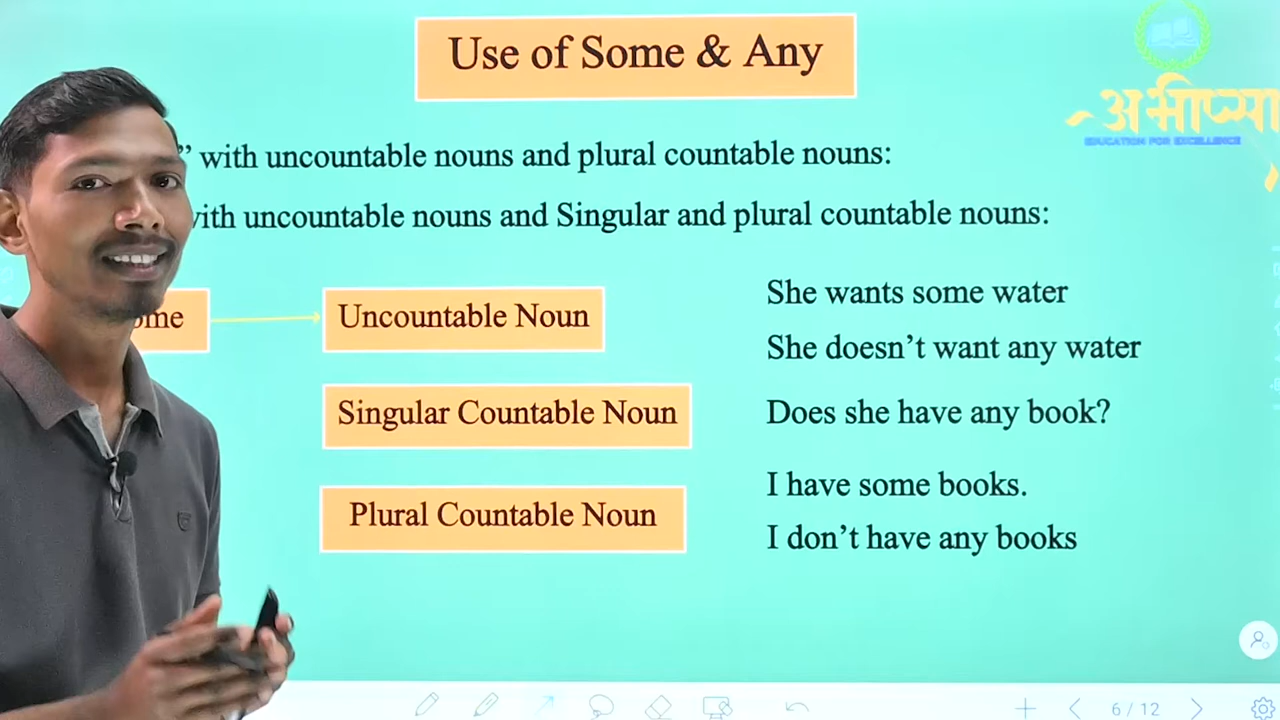 Use of Some & Any
अभीप्सा
EDUCATION FOR EXCELLENCE
” with uncountable nouns and plural countable nouns:
with uncountable nouns and Singular and plural countable nouns:
Uncountable Noun
She wants some water
She doesn’t want any water
Singular Countable Noun
Does she have any book?
Plural Countable Noun
I have some books.
I don’t have any books
6 / 12